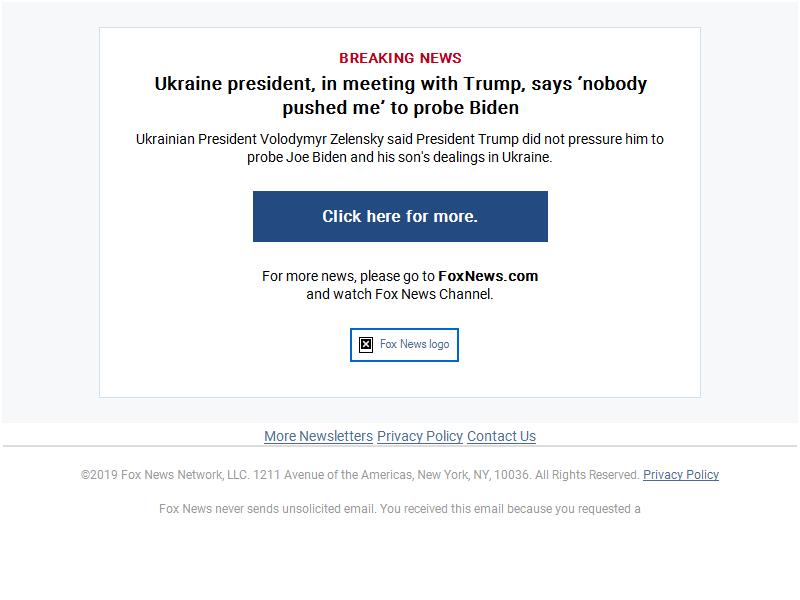 BREAKING NEWS
Ukraine president, in meeting with Trump, says ‘nobody
pushed me’ to probe Biden
Ukrainian President Volodymyr Zelensky said President Trump did not pressure him to
probe Joe Biden and his son's dealings in Ukraine.
Click here for more.
For more news, please go to FoxNews.com
and watch Fox News Channel.
Fox News logo
More Newsletters Privacy Policy Contact Us
©2019 Fox News Network, LLC. 1211 Avenue of the Americas, New York, NY, 10036. All Rights Reserved. Privacy Policy
Fox News never sends unsolicited email. You received this email because you requested a